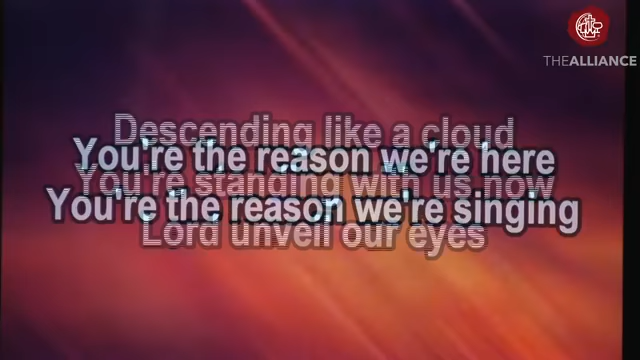 THEALLIANCE
Descending like a cloud
You're the reason we're here
You're standing with us now
You're the reason we're singing
Lord unveil our eyes